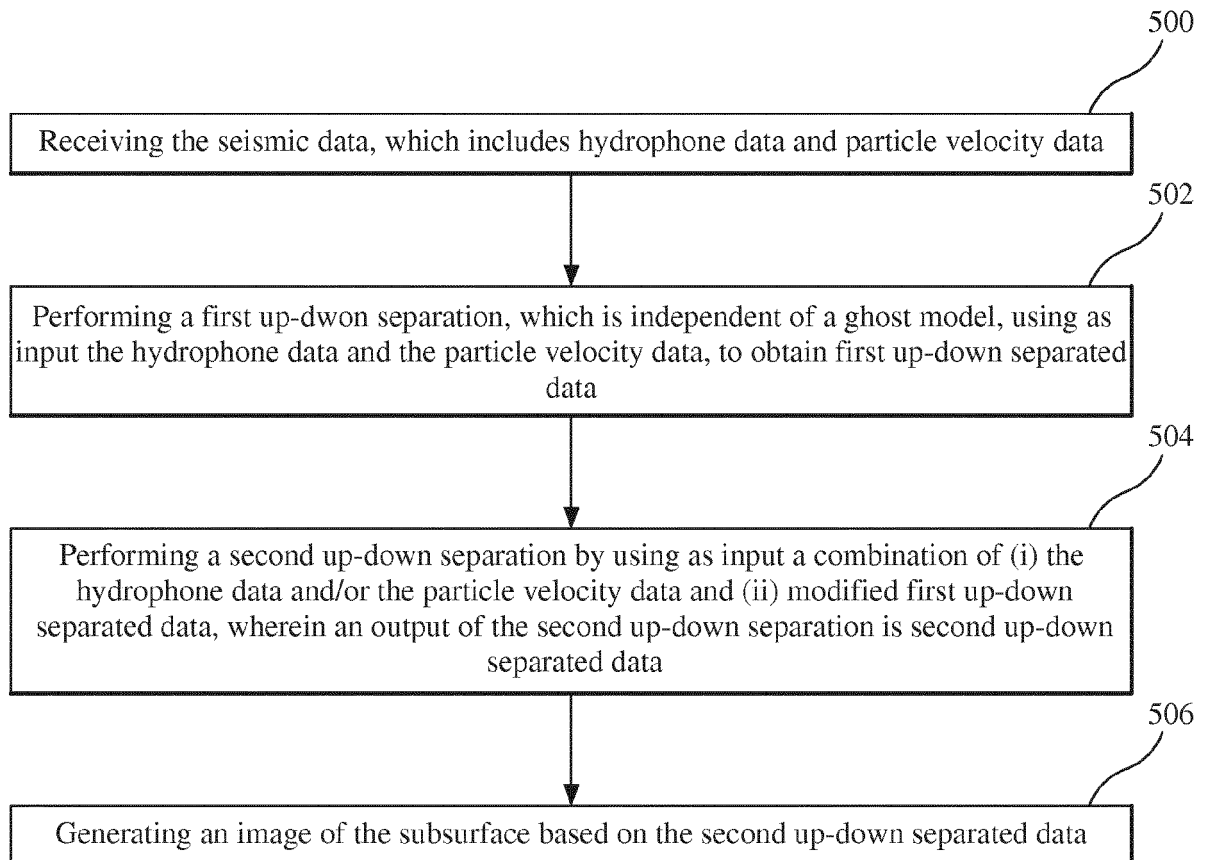 500
Receiving the seismic data, which includes hydrophone data and particle velocity data
502
Performing a first up-dwon separation, which is independent of a ghost model, using as
input the hydrophone data and the particle velocity data, to obtain first up-down separated
data
504
Performing a second up-down separation by using as input a combination of (i) the
hydrophone data and/or the particle velocity data and (ii) modified first up-down
separated data, wherein an output of the second up-down separation is second up-down
separated data
506
Generating an image of the subsurface based on the second up-down separated data